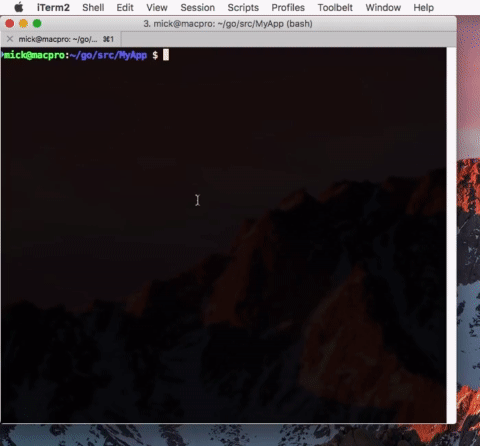 iTerm2 Shell Edit View Session Scripts Profiles Toolbelt Window Help
3. mick@macpro: ~/go/src/MyApp (bash)
× mick@macpro: ~/go/... ⌘1
mick@macpro:~/go/src/MyApp $